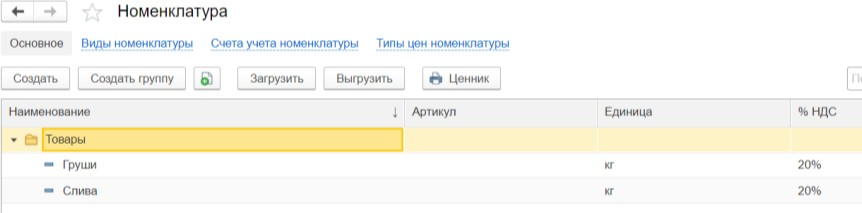 Номенклатура
Основное Виды номенклатуры Счета учета номенклатуры Типы цен номенклатуры
Создать Создать группу Загрузить Выгрузить Ценник
Наименование ↓ Артикул Единица % НДС
Товары
Груши кг 20%
Слива кг 20%